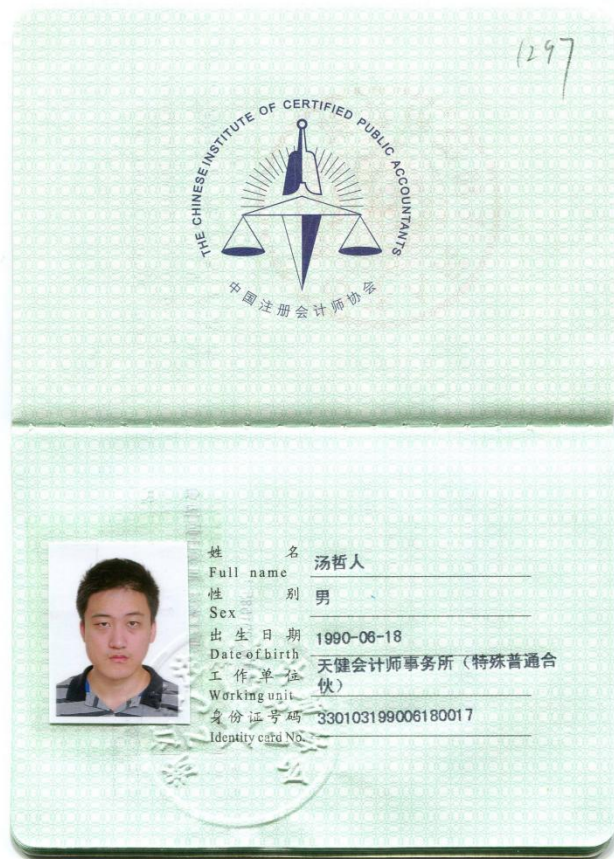 1297
THE CHINESE INSTITUTE OF CERTIFIED PUBLIC ACCOUNTANTS
中国注册会计师协会
姓 名 汤哲人
Full name
性 别 男
Sex
出 生 日 期 1990-06-18
Date of birth
工 作 单 位 天健会计师事务所（特殊普通合
Working unit 伙）
身份证号码 330103199006180017
Identity card No.